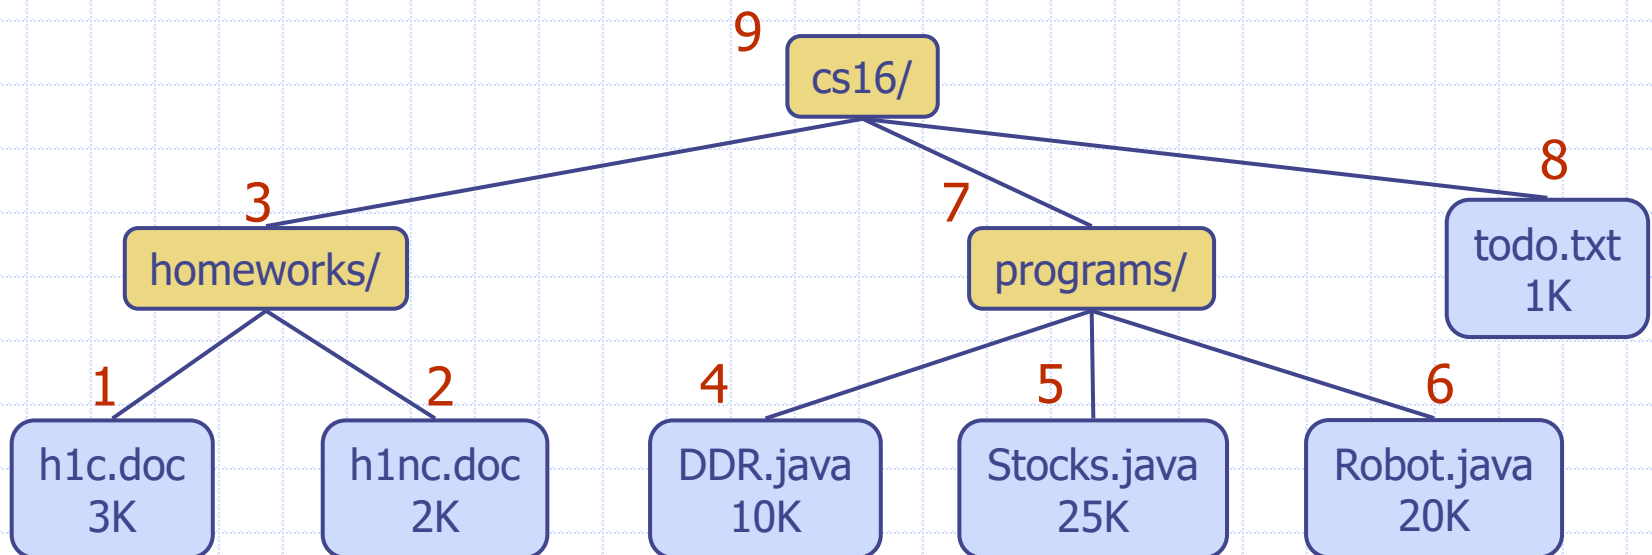 9
cs16/
8
3
7
homeworks/
programs/
todo.txt
1K
1
2
4
5
6
h1c.doc
3K
h1nc.doc
2K
DDR.java
10K
Stocks.java
25K
Robot.java
20K